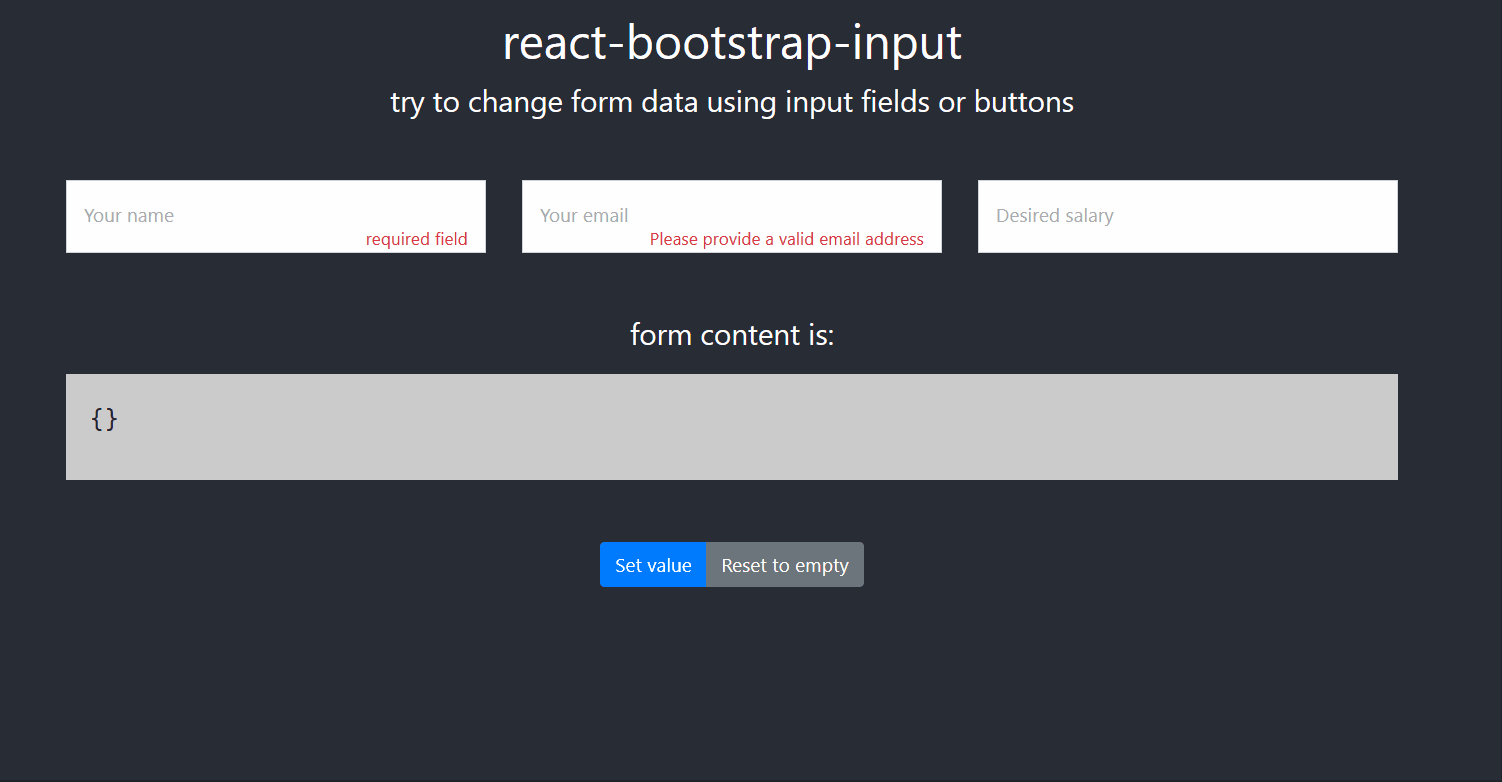 react-bootstrap-input
try to change form data using input fields or buttons
Your name
required field
Your email
Please provide a valid email address
Desired salary
form content is:
{}
Set value
Reset to empty